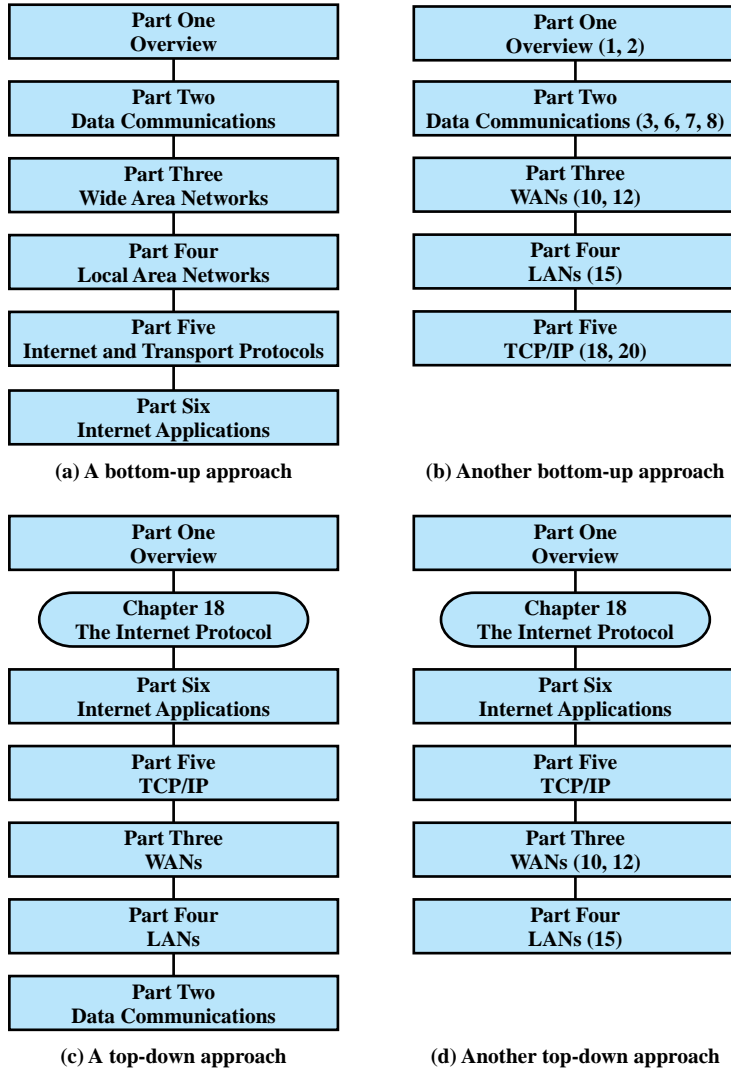 Part One
Overview
Part Two
Data Communications
Part Three
Wide Area Networks
Part Four
Local Area Networks
Part Five
Internet and Transport Protocols
Part Six
Internet Applications
(a) A bottom-up approach
Part One
Overview (1, 2)
Part Two
Data Communications (3, 6, 7, 8)
Part Three
WANs (10, 12)
Part Four
LANs (15)
Part Five
TCP/IP (18, 20)
(b) Another bottom-up approach
Part One
Overview
Chapter 18
The Internet Protocol
Part Six
Internet Applications
Part Five
TCP/IP
Part Three
WANs
Part Four
LANs
Part Two
Data Communications
(c) A top-down approach
Part One
Overview
Chapter 18
The Internet Protocol
Part Six
Internet Applications
Part Five
TCP/IP
Part Three
WANs (10, 12)
Part Four
LANs (15)
(d) Another top-down approach